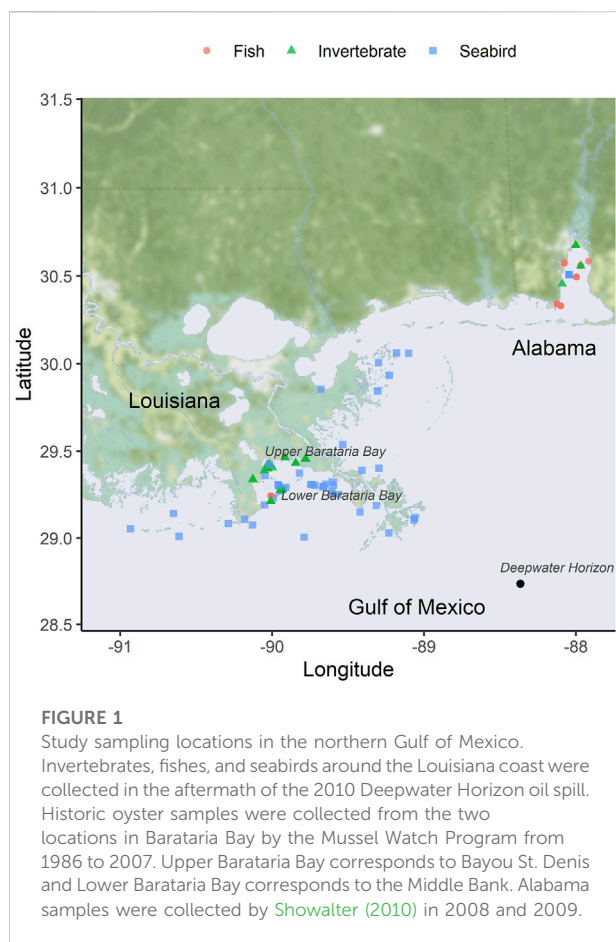 Fish Invertebrate Seabird
31.5
31.0
30.5
30.0
29.5
29.0
28.5
Latitude
Alabama
Louisiana
Upper Barataria Bay
Lower Barataria Bay
Deepwater Horizon
Gulf of Mexico
-91 -90 -89 -88
Longitude
FIGURE 1
Study sampling locations in the northern Gulf of Mexico.
Invertebrates, fishes, and seabirds around the Louisiana coast were
collected in the aftermath of the 2010 Deepwater Horizon oil spill.
Historic oyster samples were collected from the two
locations in Barataria Bay by the Mussel Watch Program from
1986 to 2007. Upper Barataria Bay corresponds to Bayou St. Denis
and Lower Barataria Bay corresponds to the Middle Bank. Alabama
samples were collected by Showalter (2010) in 2008 and 2009.